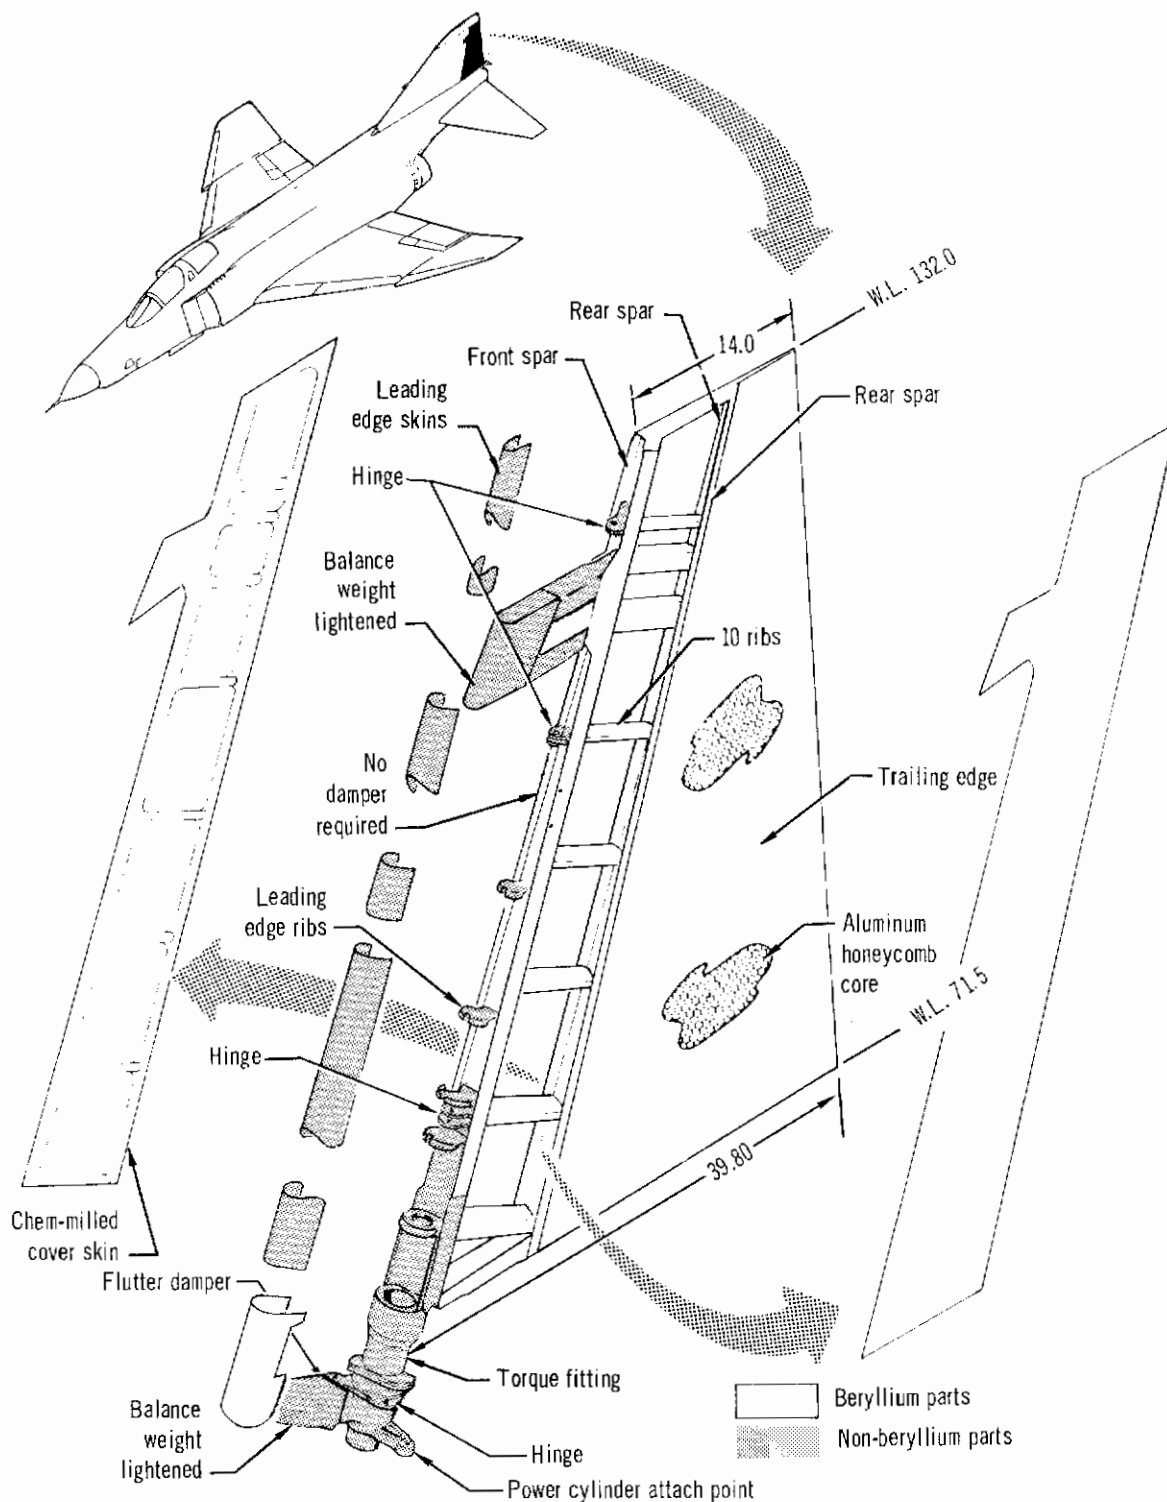 W.L. 132.0
Rear spar
14.0
Front spar
Rear spar
Leading
edge skins
Hinge
Balance
weight
lightened
10 ribs
No
damper
required
Trailing edge
Leading
edge ribs
Aluminum
honeycomb
core
W.L. 71.5
Hinge
39.80
Chem-milled
cover skin
Flutter damper
Torque fitting
Beryllium parts
Balance
weight
lightened
Non-beryllium parts
Hinge
Power cylinder attach point